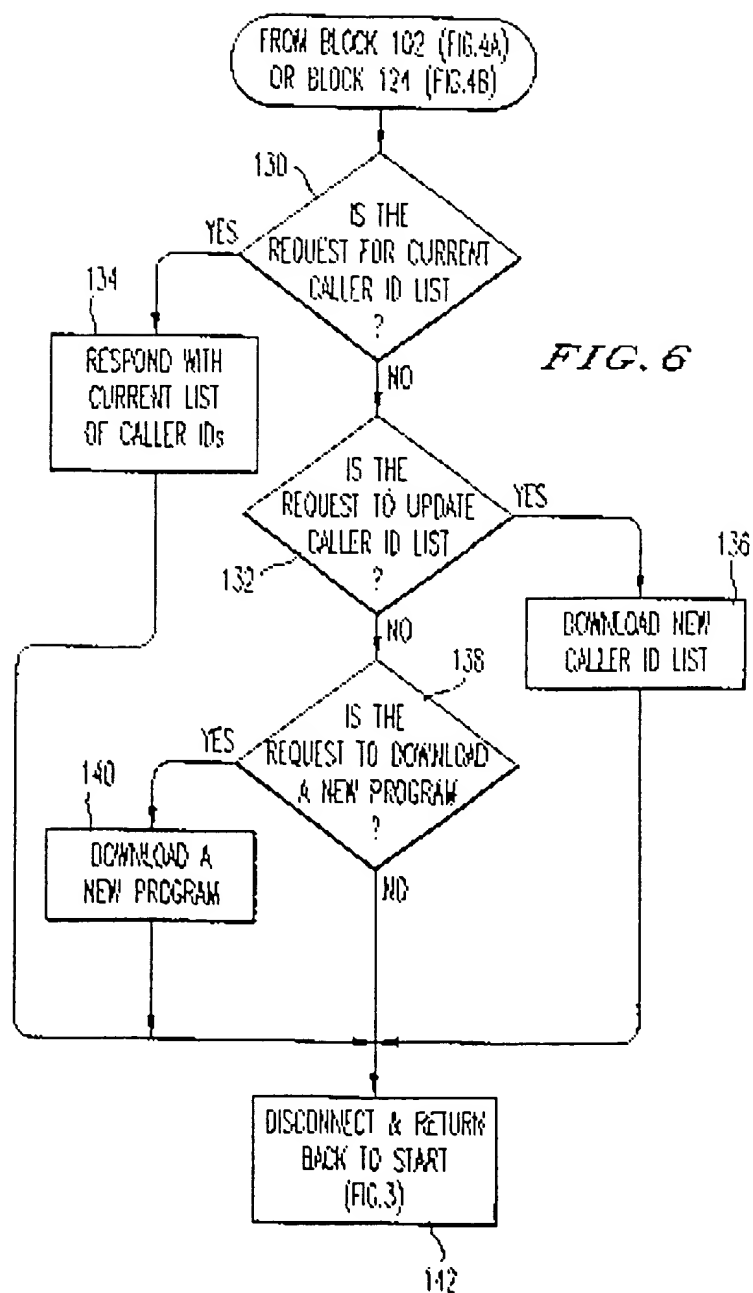 FROM BLOCK 102 (FIG.4A)
OR BLOCK 124 (FIG.4B)
130
IS THE
REQUEST FOR CURRENT
CALLER ID LIST
?
YES
NO
134
RESPOND WITH
CURRENT LIST
OF CALLER IDs
FIG. 6
IS THE
REQUEST TO UPDATE
CALLER ID LIST
?
YES
132
NO
136
DOWNLOAD NEW
CALLER ID LIST
138
IS THE
REQUEST TO DOWNLOAD
A NEW PROGRAM
?
YES
NO
140
DOWNLOAD A
NEW PROGRAM
DISCONNECT & RETURN
BACK TO START
(FIG.3)
142